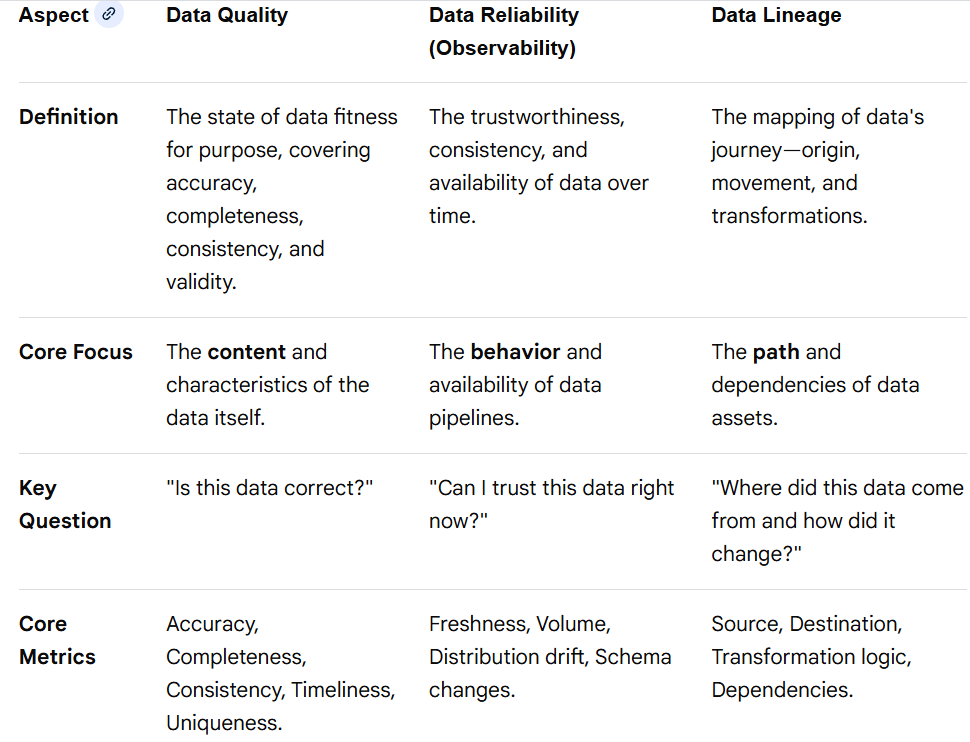 Aspect Data Quality Data Reliability (Observability) Data Lineage
Definition
The state of data fitness
for purpose, covering
accuracy,
completeness,
consistency, and
validity.
The trustworthiness,
consistency, and
availability of data over
time.
The mapping of data's
journey—origin,
movement, and
transformations.
Core Focus
The content and
characteristics of the
data itself.
The behavior and
availability of data
pipelines.
The path and
dependencies of data
assets.
Key
Question
"Is this data correct?"
"Can I trust this data right
now?"
"Where did this data come
from and how did it
change?"
Core
Metrics
Accuracy,
Completeness,
Consistency, Timeliness,
Uniqueness.
Freshness, Volume,
Distribution drift, Schema
changes.
Source, Destination,
Transformation logic,
Dependencies.